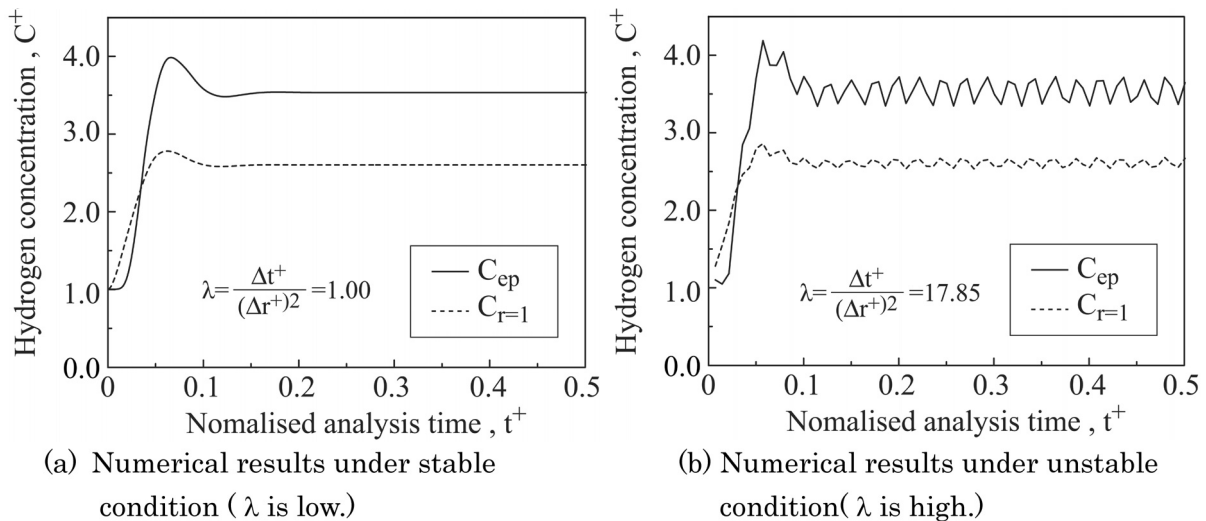 Hydrogen concentration , C+
4.0
3.0
2.0
1.0
0.0
0
0.1
0.2
0.3
0.4
0.5
λ=Δt+/(Δr+)2=1.00
Cep
Cr=1
Nomalised analysis time , t+
(a) Numerical results under stable
condition ( λ is low.)
Hydrogen concentration , C+
4.0
3.0
2.0
1.0
0.0
0
0.1
0.2
0.3
0.4
0.5
λ=Δt+/(Δr+)2=17.85
Cep
Cr=1
Nomalised analysis time , t+
(b) Numerical results under unstable
condition( λ is high.)